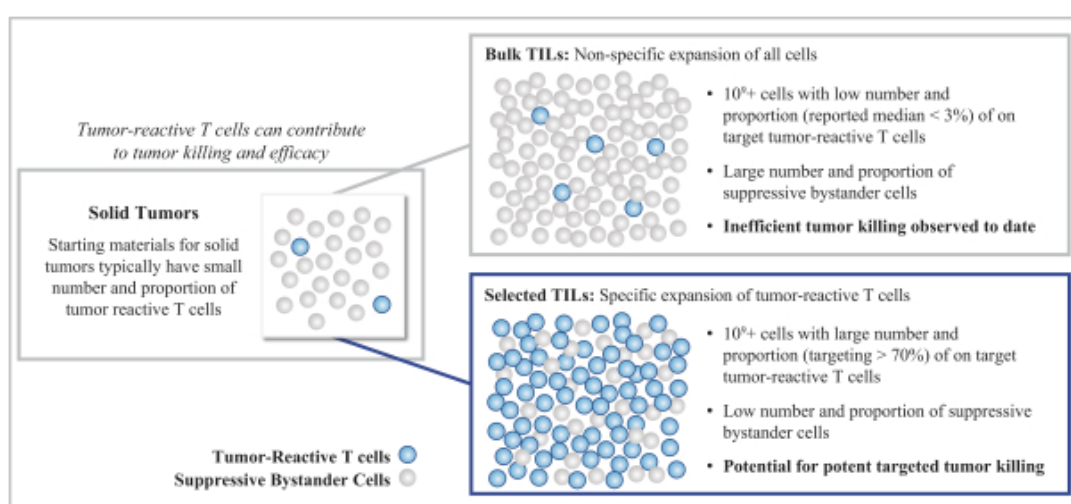 Tumor-reactive T cells can contribute
to tumor killing and efficacy
Solid Tumors
Starting materials for solid
tumors typically have small
number and proportion of
tumor reactive T cells
Bulk TILs: Non-specific expansion of all cells
• 10⁹+ cells with low number and
proportion (reported median < 3%) of on
target tumor-reactive T cells
• Large number and proportion of
suppressive bystander cells
• Inefficient tumor killing observed to date
Selected TILs: Specific expansion of tumor-reactive T cells
• 10⁹+ cells with large number and
proportion (targeting > 70%) of on target
tumor-reactive T cells
• Low number and proportion of suppressive
bystander cells
• Potential for potent targeted tumor killing
Tumor-Reactive T cells
Suppressive Bystander Cells